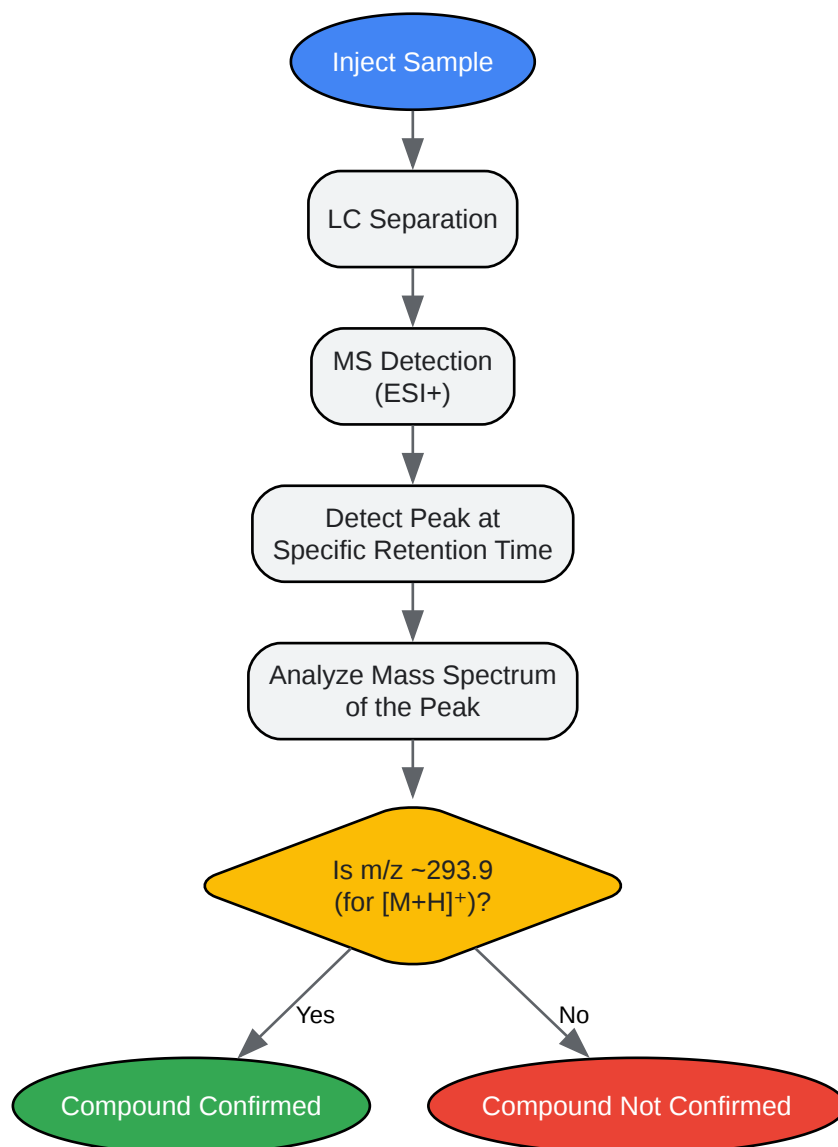 Inject Sample
LC Separation
MS Detection
(ESI+)
Detect Peak at
Specific Retention Time
Analyze Mass Spectrum
of the Peak
Is m/z ~293.9
(for [M+H]⁺)?
Yes
No
Compound Confirmed
Compound Not Confirmed